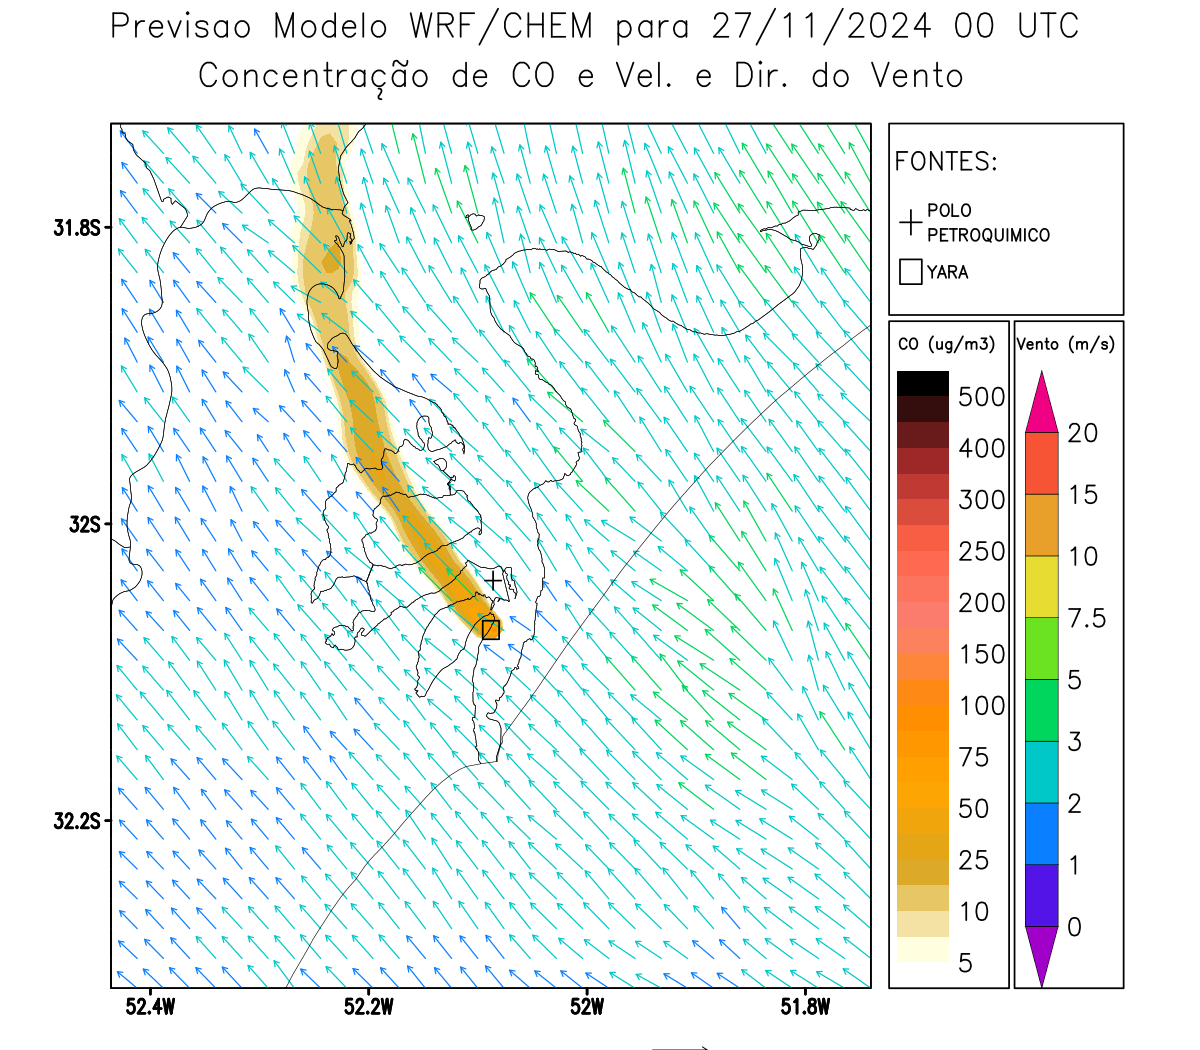 Previsao Modelo WRF/CHEM para 27/11/2024 00 UTC
Concentração de CO e Vel. e Dir. do Vento
FONTES:
POLO
PETROQUIMICO
YARA
31.8S
32S
32.2S
52.4W
52.2W
52W
51.8W
CO (ug/m3)
500
400
300
250
200
150
100
75
50
25
10
5
Vento (m/s)
20
15
10
7.5
5
3
2
1
0